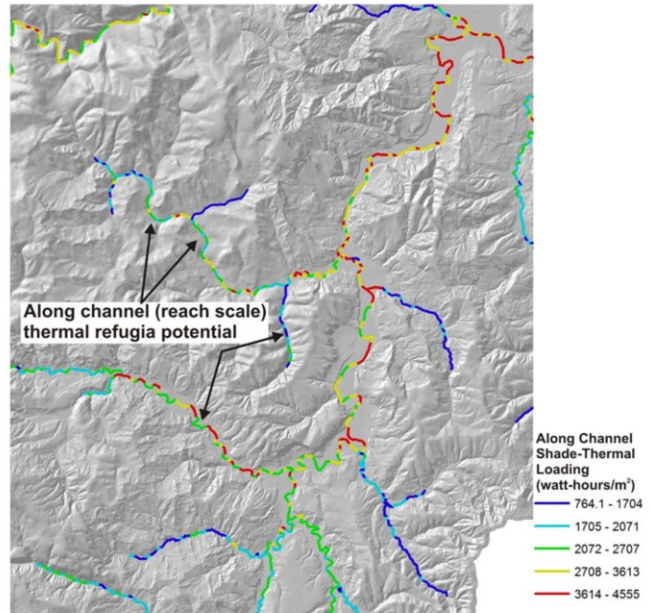 Along channel (reach scale)
thermal refugia potential
Along Channel
Shade-Thermal
Loading
(watt-hours/m²)
764.1 - 1704
1705 - 2071
2072 - 2707
2708 - 3613
3614 - 4555